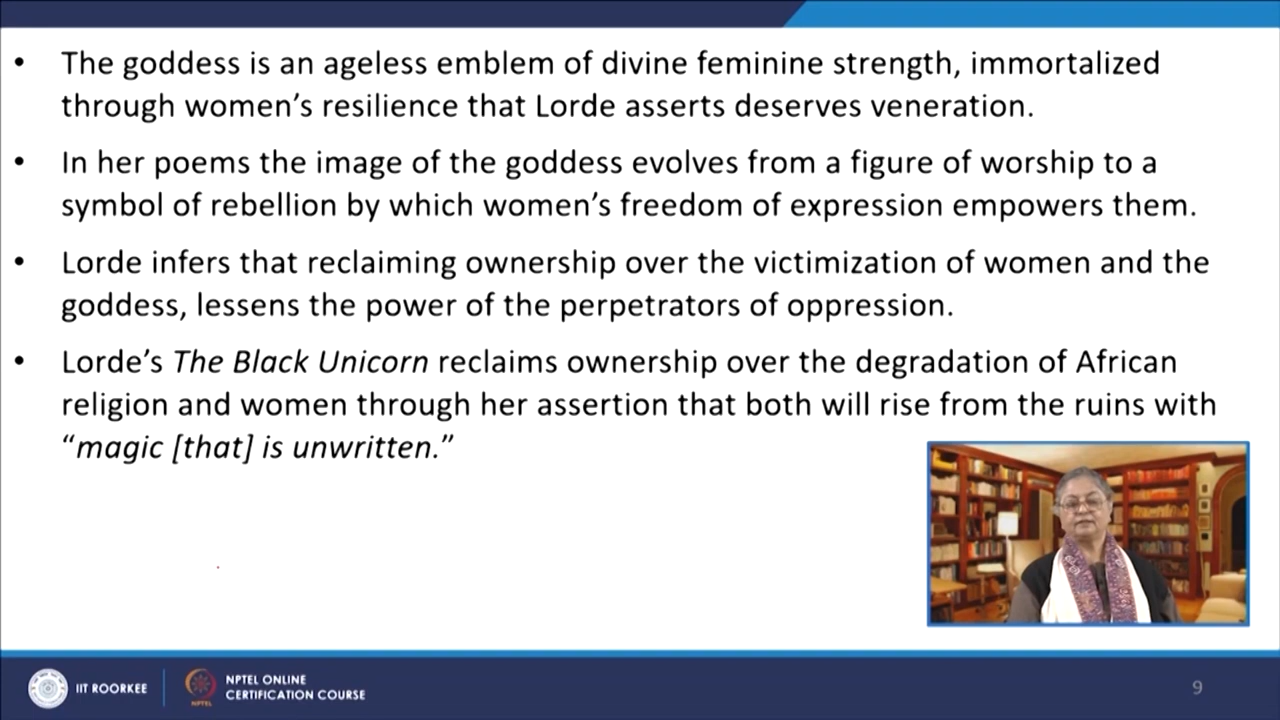 • The goddess is an ageless emblem of divine feminine strength, immortalized
through women’s resilience that Lorde asserts deserves veneration.
• In her poems the image of the goddess evolves from a figure of worship to a
symbol of rebellion by which women’s freedom of expression empowers them.
• Lorde infers that reclaiming ownership over the victimization of women and the
goddess, lessens the power of the perpetrators of oppression.
• Lorde’s The Black Unicorn reclaims ownership over the degradation of African
religion and women through her assertion that both will rise from the ruins with
“magic [that] is unwritten.”
IIT ROORKEE
NPTEL
NPTEL ONLINE
CERTIFICATION COURSE
9